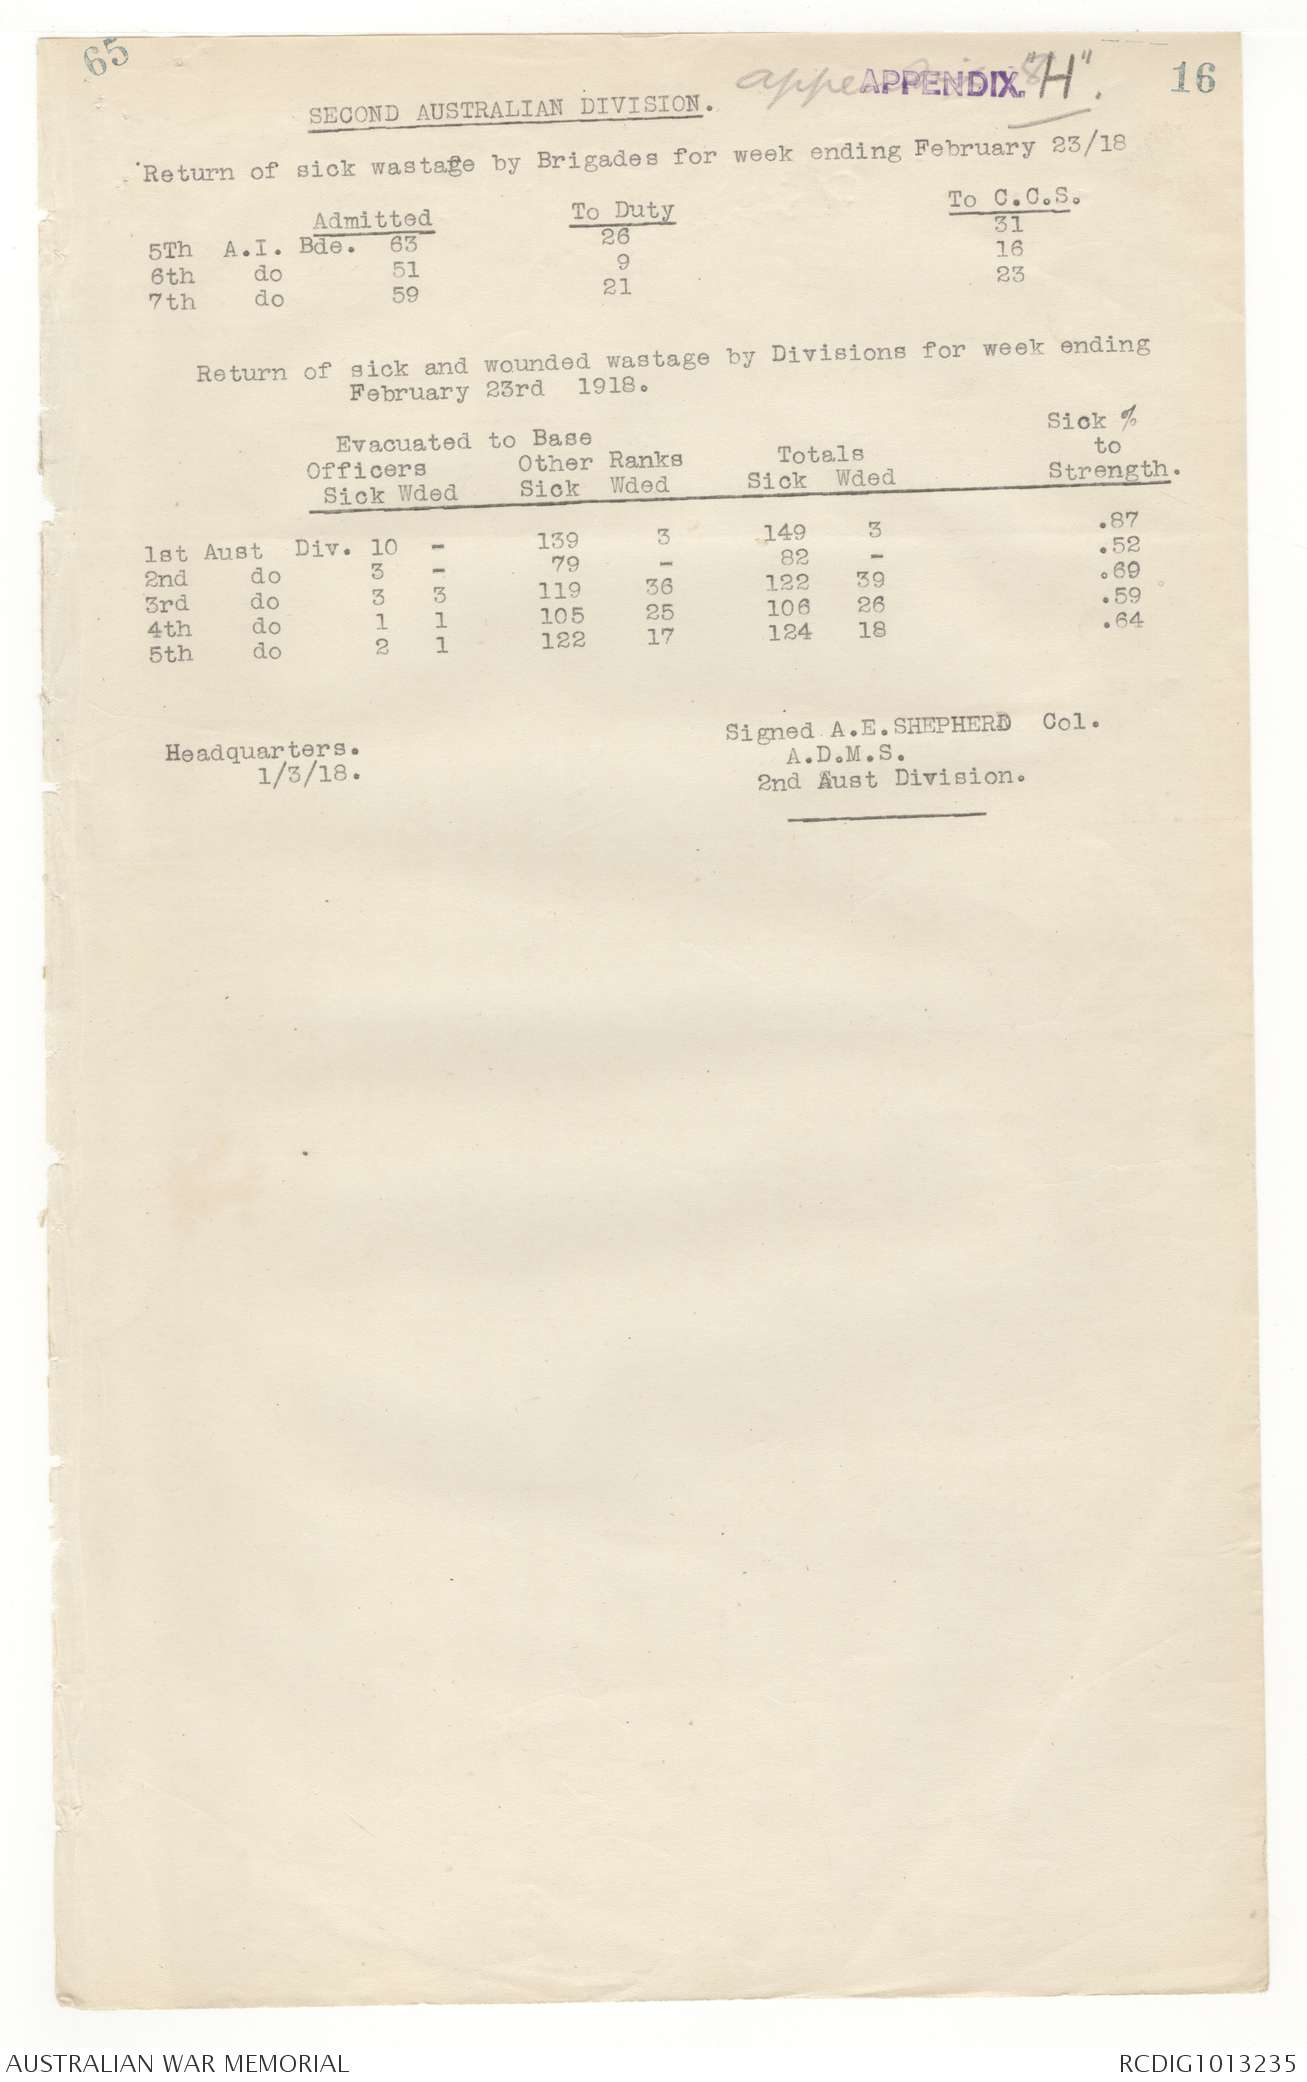 65
APPENDIX. "H".
16
SECOND AUSTRALIAN DIVISION.
Return of sick wastage by Brigades for week ending February 23/18
Admitted To Duty To C.C.S.
5Th A.I. Bde. 63 26 31
6th do 51 9 16
7th do 59 21 23
Return of sick and wounded wastage by Divisions for week ending
February 23rd 1918.
Sick %
Evacuated to Base to
Officers Other Ranks Totals Strength.
Sick Wded Sick Wded Sick Wded
1st Aust Div. 10 - 139 3 149 3 .87
2nd do 3 - 79 - 82 - .52
3rd do 3 3 119 36 122 39 .69
4th do 1 1 105 25 106 26 .59
5th do 2 1 122 17 124 18 .64
Signed A.E.SHEPHERD Col.
Headquarters. A.D.M.S.
1/3/18. 2nd Aust Division.
AUSTRALIAN WAR MEMORIAL RCDIG1013235